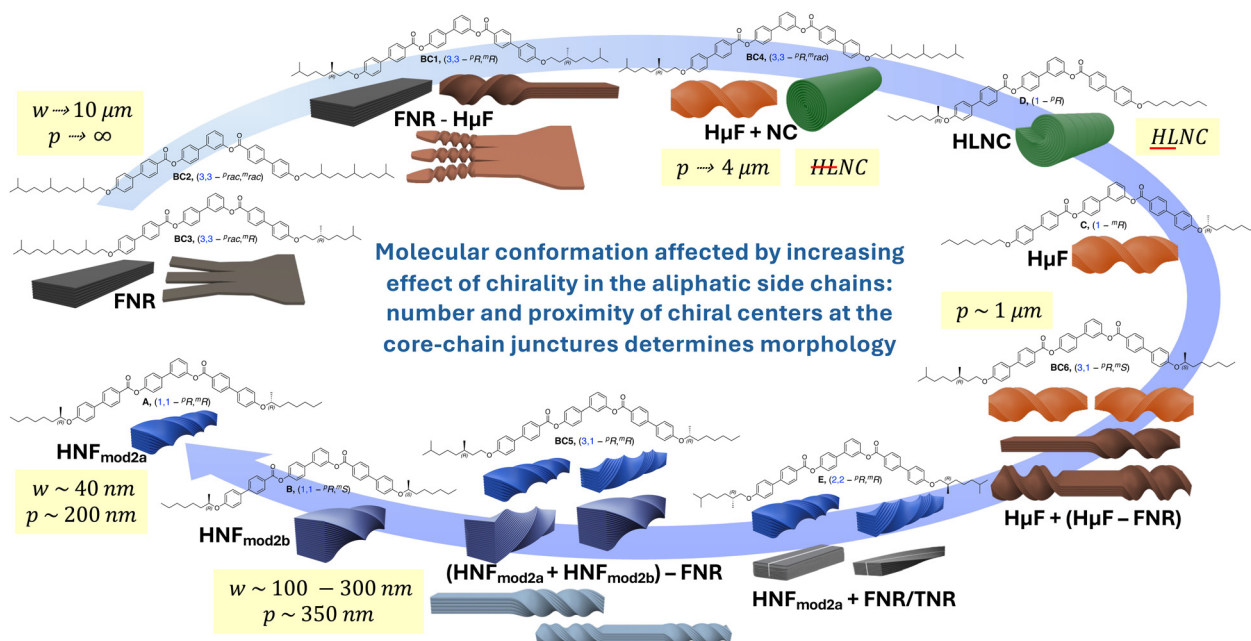 BC1, (3,3 – ᵖR,ᵐR)
FNR - HµF
BC4, (3,3 – ᵖR,ᵐrac)
HµF + NC
p ⤏ 4 µm
HLNC
D, (1 – ᵖR)
HLNC
HLNC
w ⤏ 10 µm
p ⤏ ∞
BC2, (3,3 – ᵖrac,ᵐrac)
BC3, (3,3 – ᵖrac,ᵐR)
FNR
C, (1 – ᵐR)
HµF
Molecular conformation affected by increasing
effect of chirality in the aliphatic side chains:
number and proximity of chiral centers at the
core-chain junctures determines morphology
p ~ 1 µm
BC6, (3,1 – ᵖR,ᵐS)
HµF + (HµF – FNR)
A, (1,1 – ᵖR,ᵐR)
HNFmod2a
w ~ 40 nm
p ~ 200 nm
B, (1,1 – ᵖR,ᵐS)
HNFmod2b
w ~ 100 – 300 nm
p ~ 350 nm
BC5, (3,1 – ᵖR,ᵐR)
(HNFmod2a + HNFmod2b) – FNR
E, (2,2 – ᵖR,ᵐR)
HNFmod2a + FNR/TNR